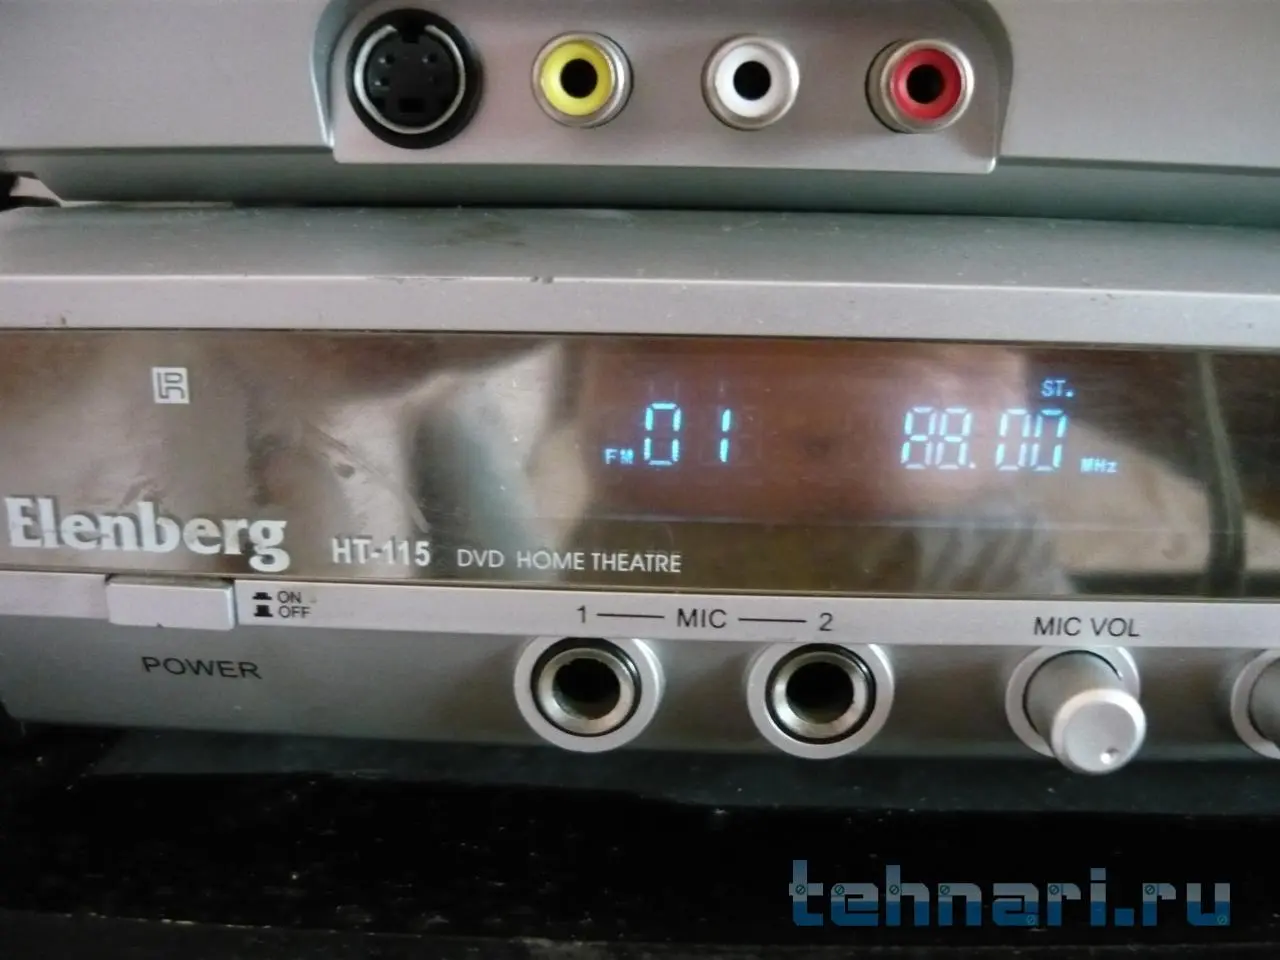 ST.
FM 01 88.00 MHz
Elenberg HT-115 DVD HOME THEATRE
ON
OFF
POWER
1 MIC 2
MIC VOL
tehnari.ru